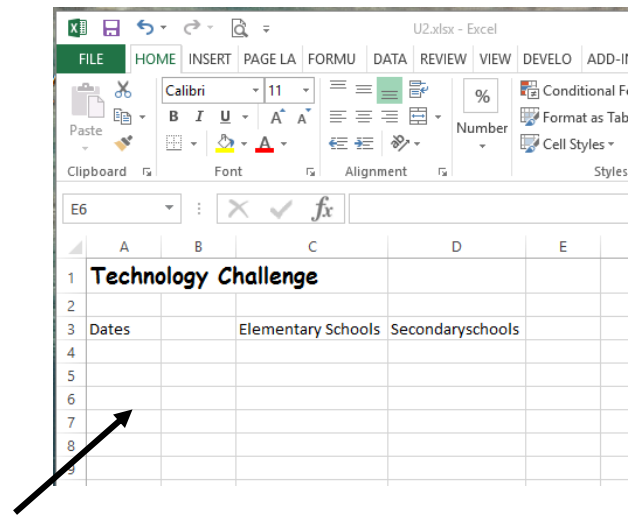 U2.xlsx - Excel
FILE HOME INSERT PAGE LA FORMU DATA REVIEW VIEW DEVELO ADD-I
Calibri 11 % Conditional Fo
Paste B I U A A Number Format as Tab
A Cell Styles
Clipboard Font Alignment Styles
E6 fx
A B C D E
1 Technology Challenge
2
3 Dates Elementary Schools Secondaryschools
4
5
6
7
8
9